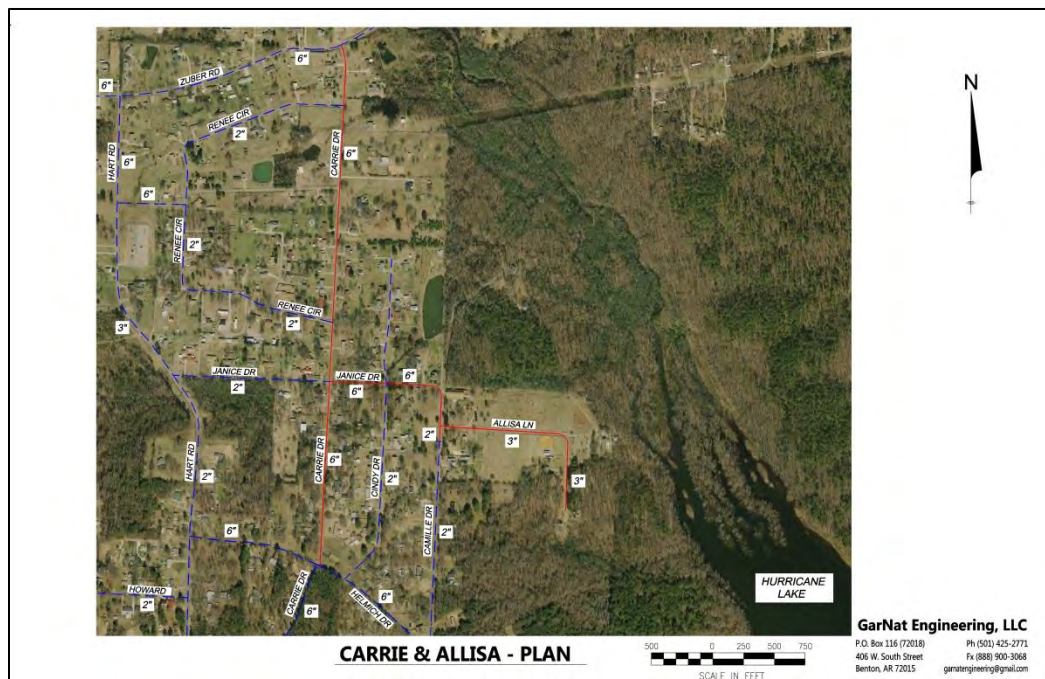 6"
ZUBER RD
6"
RENEE CIR
2"
HART RD
6"
CARRIE DR
6"
6"
RENEE CIR
2"
RENEE CIR
2"
3"
JANICE DR
2"
JANICE DR
6"
6"
ALLISA LN
3"
2"
3"
CARRIE DR
6"
CINDY DR
2"
HART RD
2"
CAMILLE DR
2"
6"
HOWARD
2"
CARRIE DR
6"
HELMICH DR
6"
HURRICANE
LAKE
N
CARRIE & ALLISA - PLAN
500 0 250 500 750
SCALE IN FEET
GarNat Engineering, LLC
P.O. Box 116 (72018) Ph (501) 425-2771
406 W. South Street Fx (888) 900-3068
Benton, AR 72015 garnatengineering@gmail.com